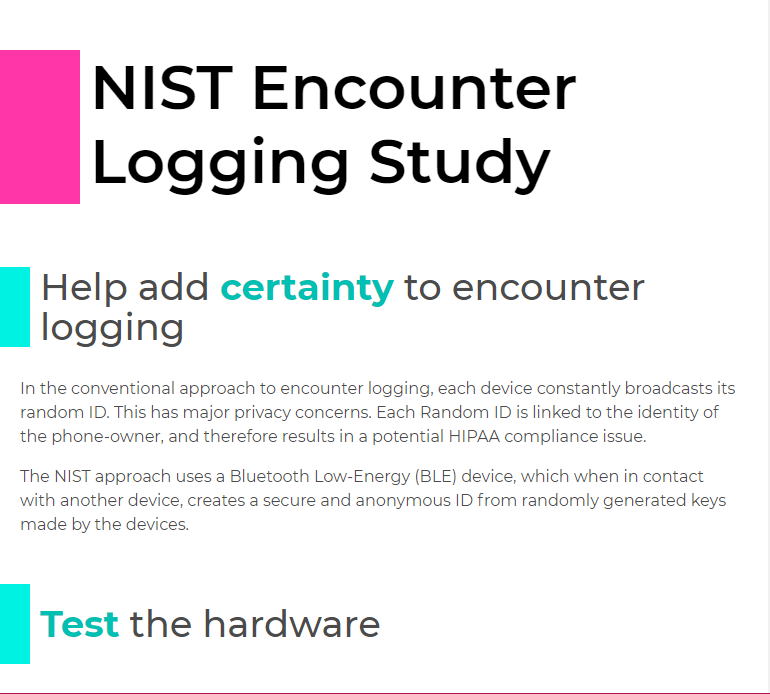 NIST Encounter
Logging Study
Help add certainty to encounter
logging
In the conventional approach to encounter logging, each device constantly broadcasts its
random ID. This has major privacy concerns. Each Random ID is linked to the identity of
the phone-owner, and therefore results in a potential HIPAA compliance issue.
The NIST approach uses a Bluetooth Low-Energy (BLE) device, which when in contact
with another device, creates a secure and anonymous ID from randomly generated keys
made by the devices.
Test the hardware